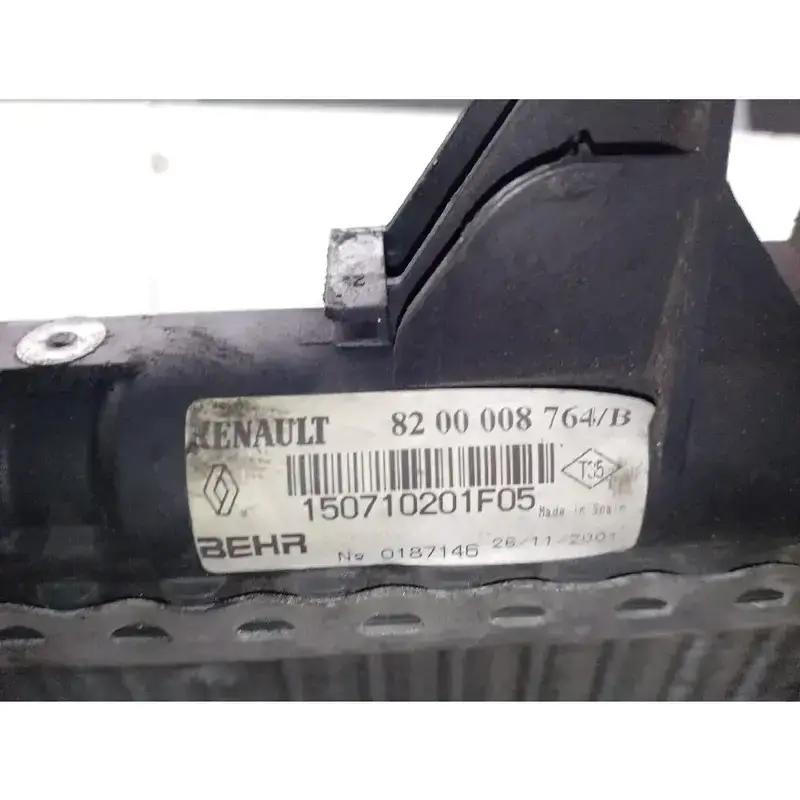 RENAULT 82 00 008 764/B
T35
150710201F05 Made in Spain
BEHR No 0187146 26/11/2001